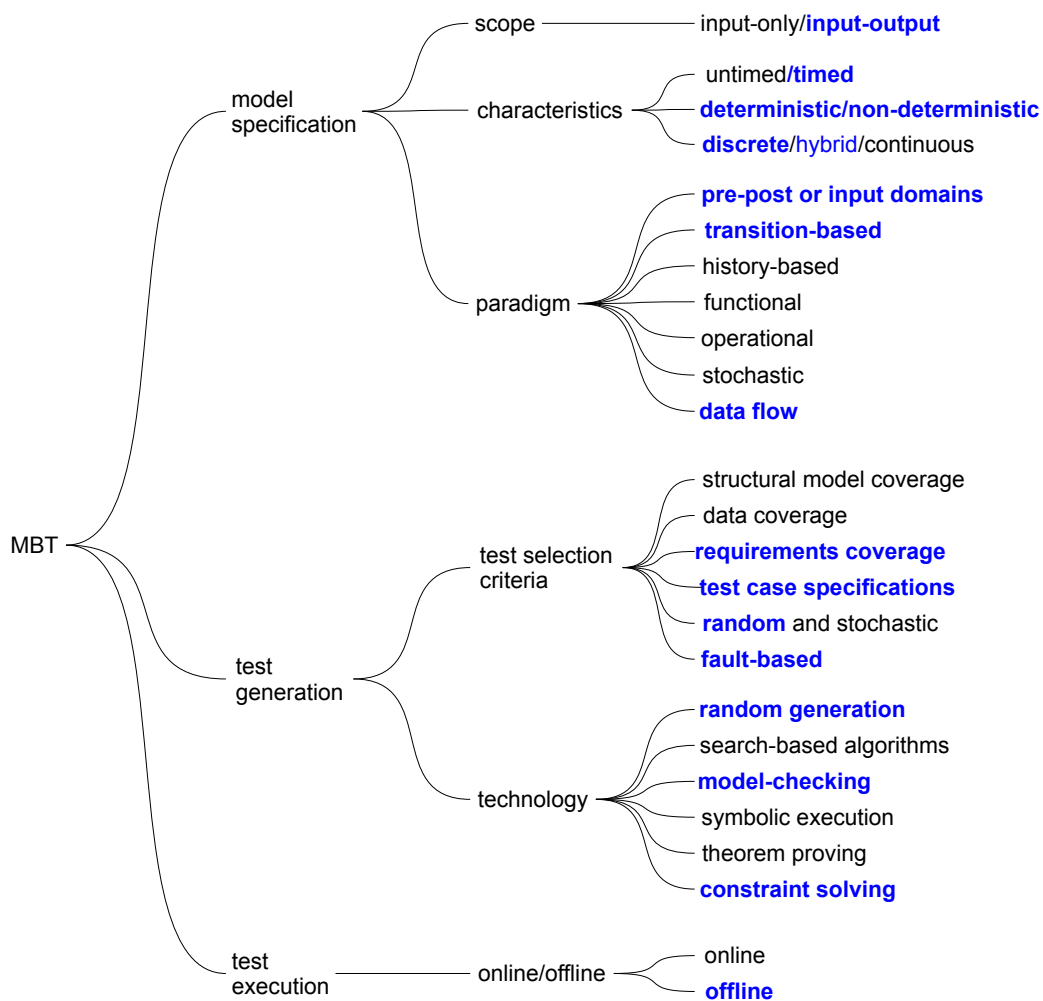 scope
input-only/input-output
untimed/timed
model
specification
characteristics
deterministic/non-deterministic
discrete/hybrid/continuous
pre-post or input domains
transition-based
history-based
paradigm
functional
operational
stochastic
data flow
structural model coverage
data coverage
MBT
test selection
criteria
requirements coverage
test case specifications
random and stochastic
fault-based
test
generation
random generation
search-based algorithms
model-checking
technology
symbolic execution
theorem proving
constraint solving
test
execution
online/offline
online
offline